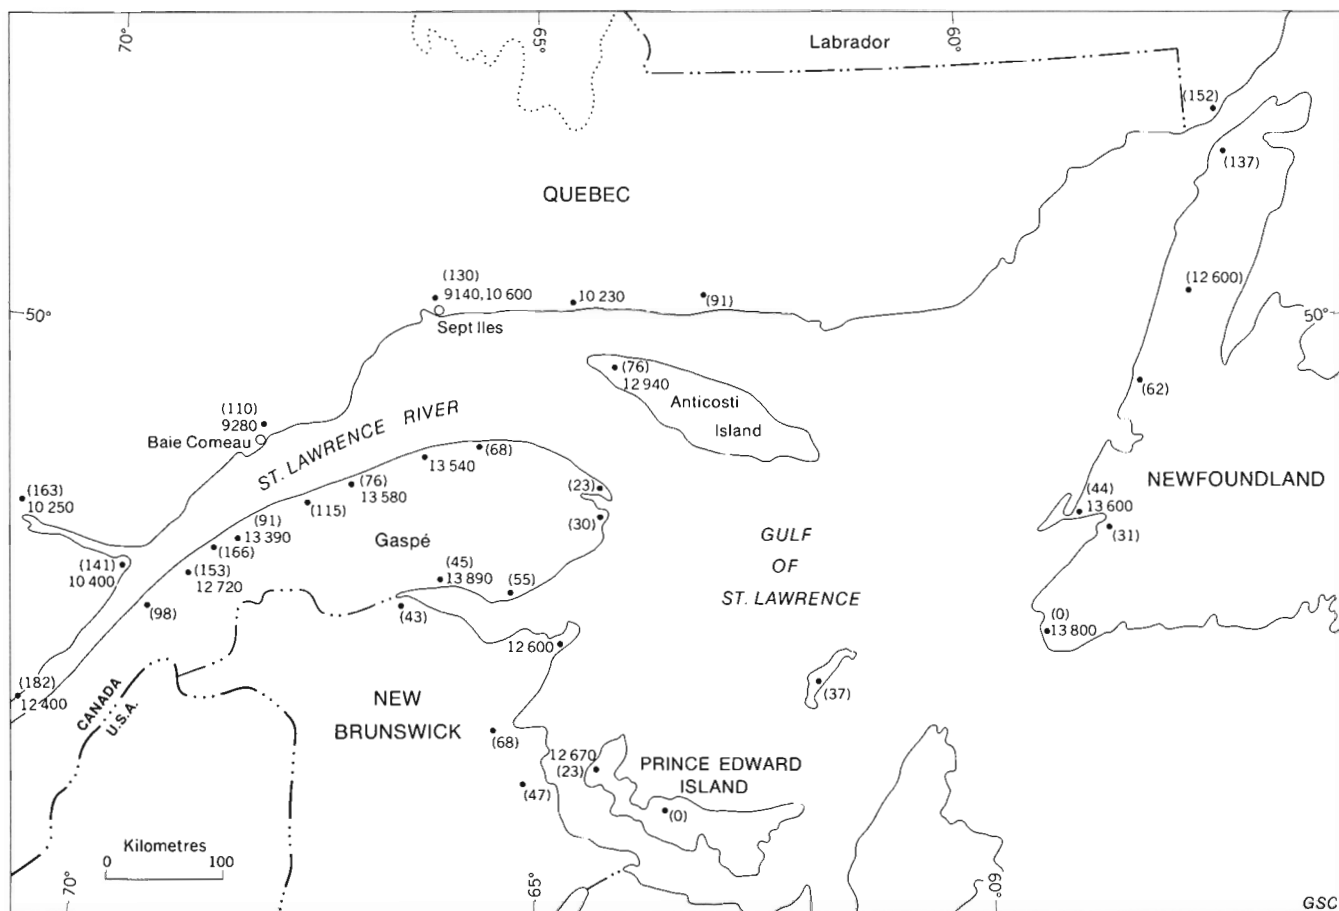 70°
65°
60°
Labrador
(152)
(137)
QUEBEC
(130)
9140, 10 600
10 230
(91)
(12 600)
50°
50°
Sept Iles
(76)
12 940
Anticosti
Island
(62)
(110)
9280
Baie Comeau
ST. LAWRENCE RIVER
(68)
13 540
(76)
13 580
(23)
NEWFOUNDLAND
(163)
10 250
(115)
(44)
13 600
(91)
13 390
(30)
(31)
(166)
Gaspé
GULF
OF
ST. LAWRENCE
(141)
10 400
(153)
12 720
(45)
13 890
(55)
(98)
(43)
(0)
13 800
12 600
(182)
12 400
CANADA
U.S.A.
NEW
BRUNSWICK
(37)
(68)
12 670
(23)
PRINCE EDWARD
ISLAND
(47)
(0)
Kilometres
0 100
70°
65°
60°
GSC